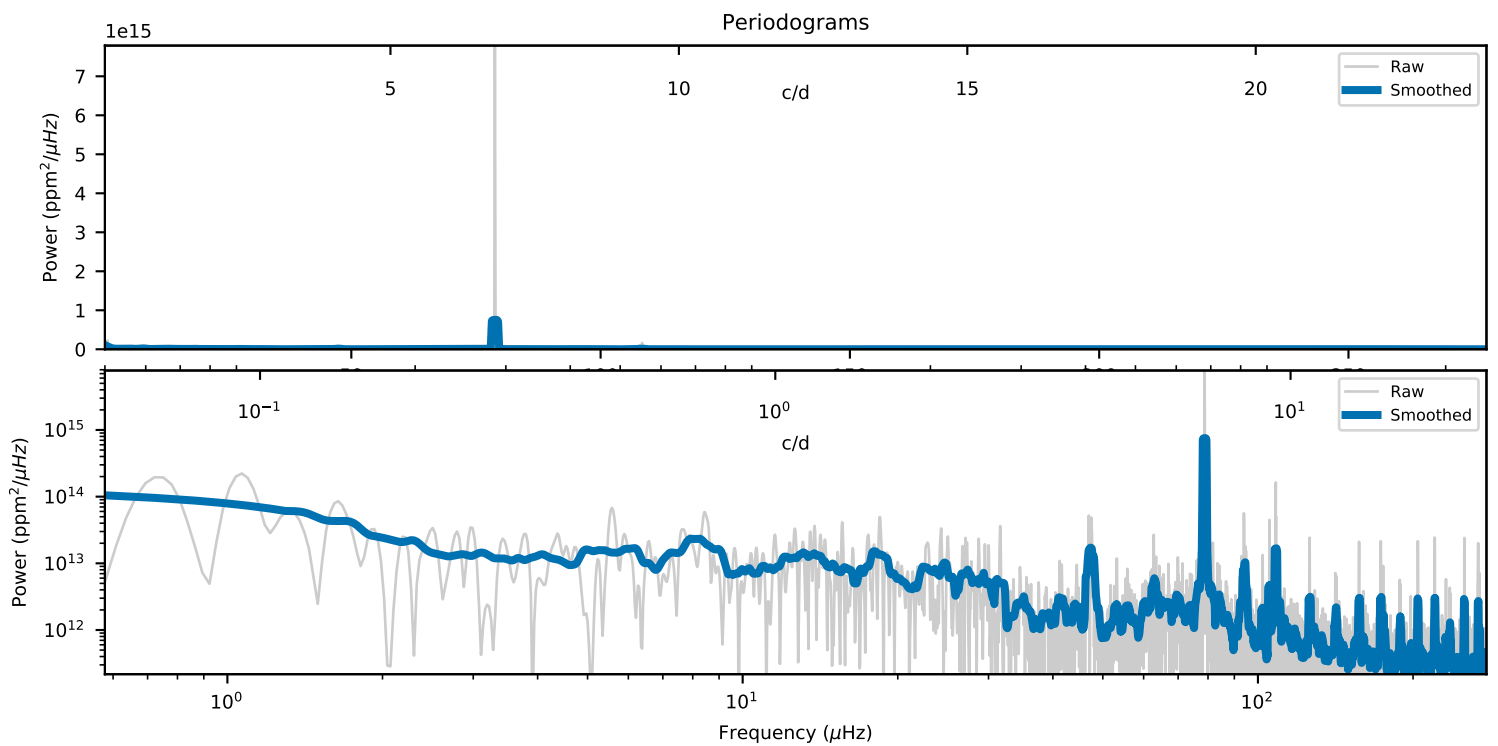 Periodograms
1e15
Power (ppm²/μHz)
7
6
5
4
3
2
1
0
5
10
15
20
c/d
Raw
Smoothed
10⁻¹
10⁰
10¹
c/d
Raw
Smoothed
Power (ppm²/μHz)
10¹⁵
10¹⁴
10¹³
10¹²
10⁰
10¹
10²
Frequency (μHz)